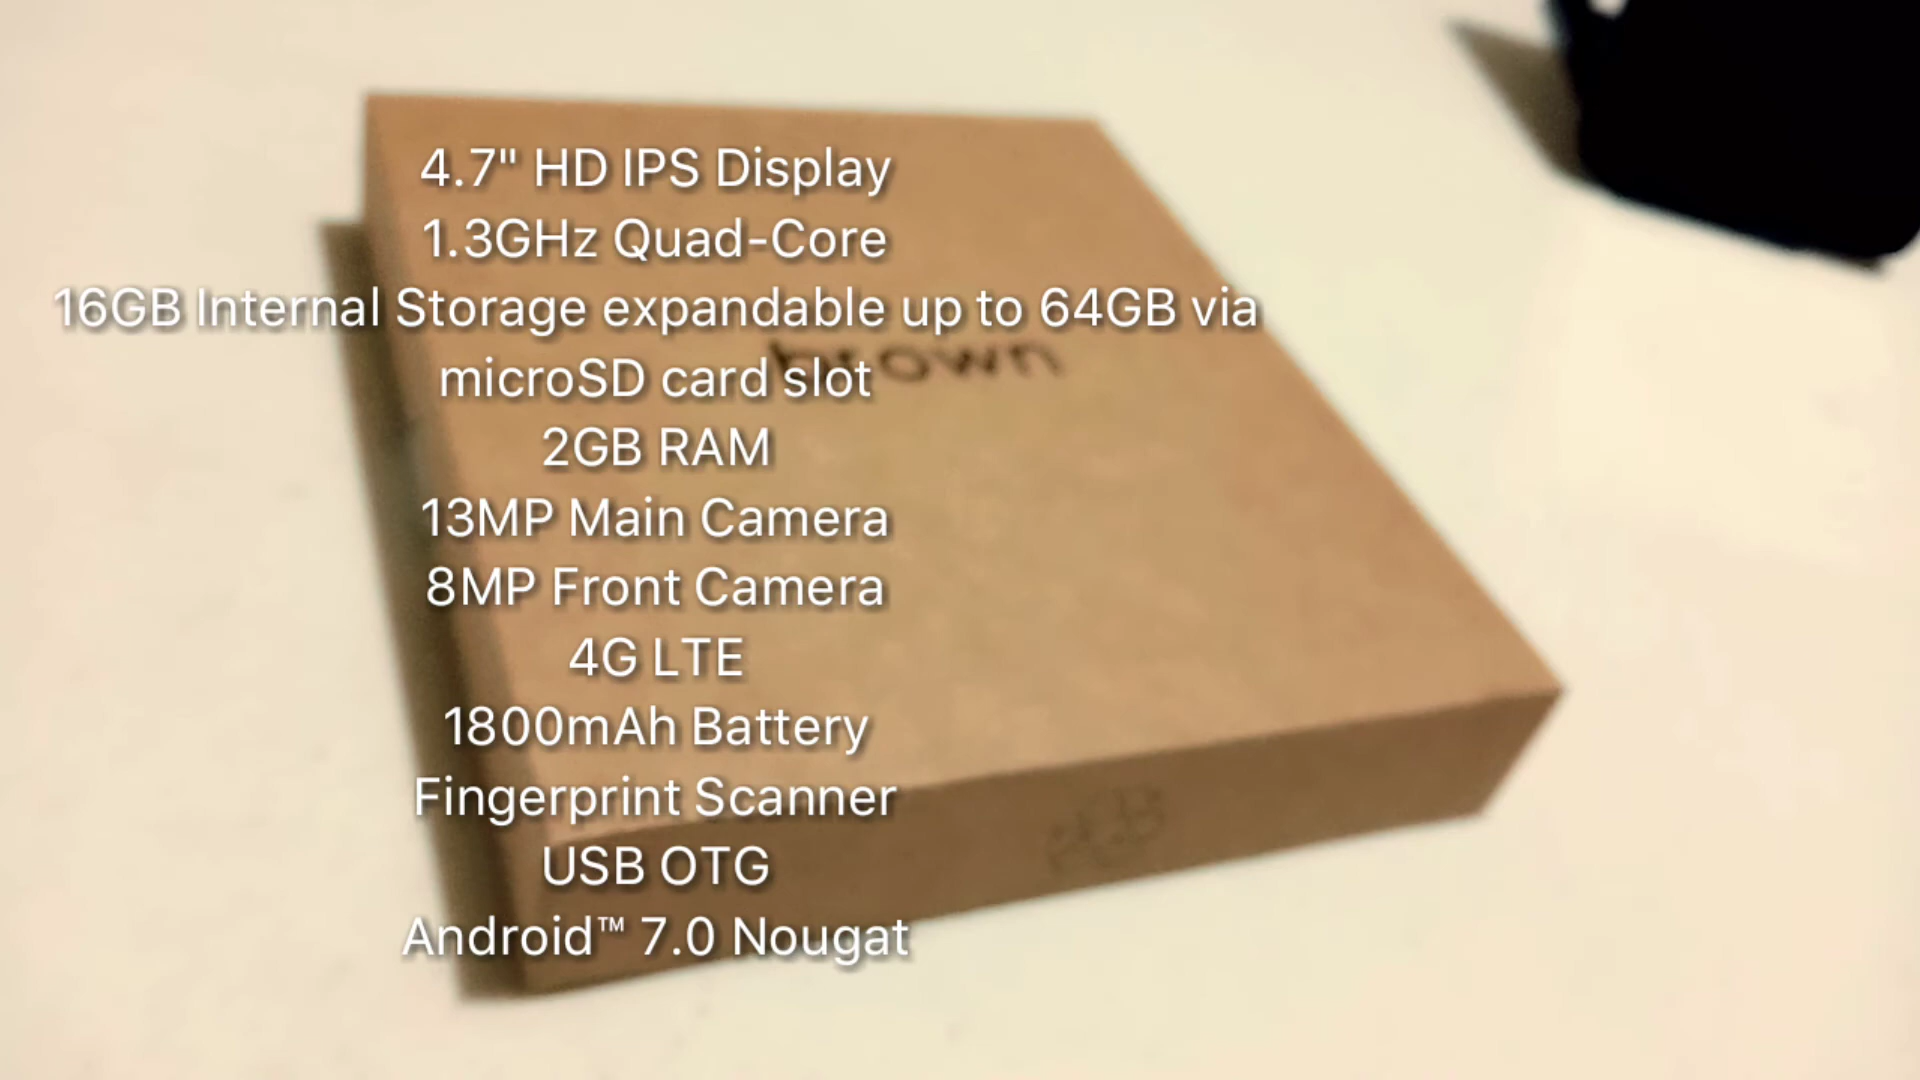 4.7" HD IPS Display
1.3GHz Quad-Core
16GB Internal Storage expandable up to 64GB via
microSD card slot
brown
2GB RAM
13MP Main Camera
8MP Front Camera
4G LTE
1800mAh Battery
Fingerprint Scanner
USB OTG
Android™ 7.0 Nougat